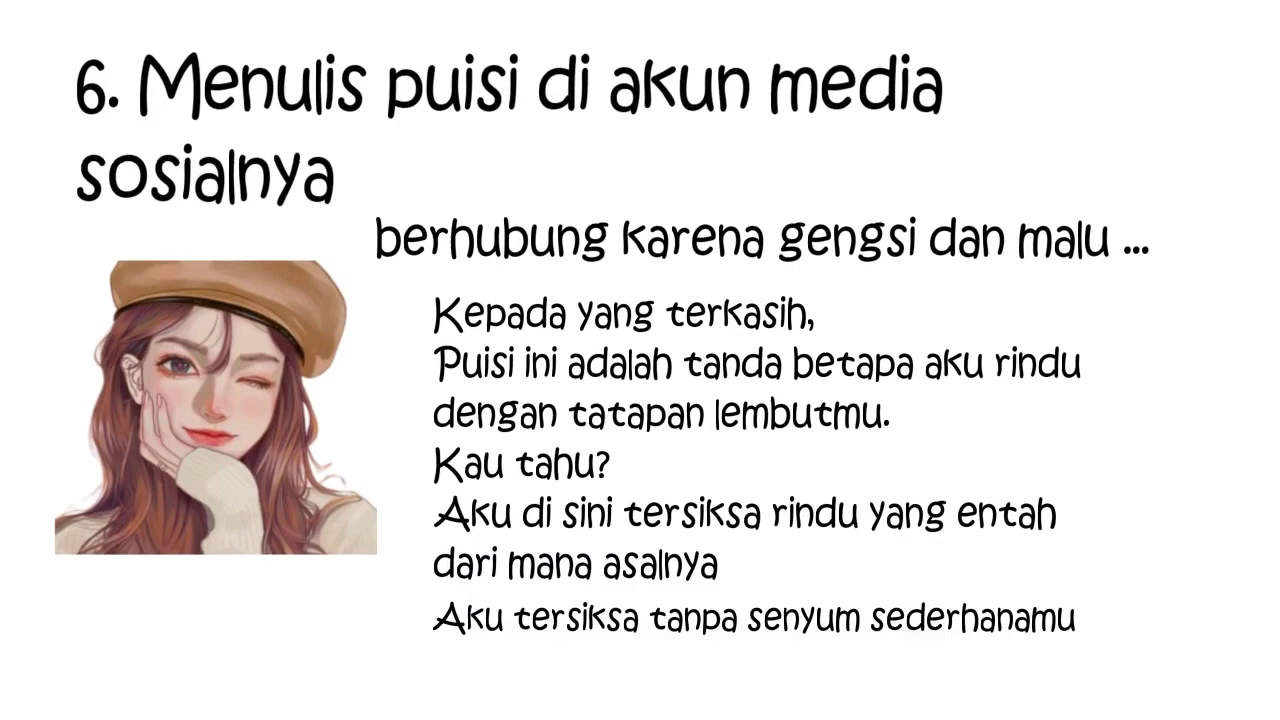 6. Menulis puisi di akun media
sosialnya
berhubung karena gengsi dan malu ...
Kepada yang terkasih,
Puisi ini adalah tanda betapa aku rindu
dengan tatapan lembutmu.
Kau tahu?
Aku di sini tersiksa rindu yang entah
dari mana asalnya
Aku tersiksa tanpa senyum sederhanamu